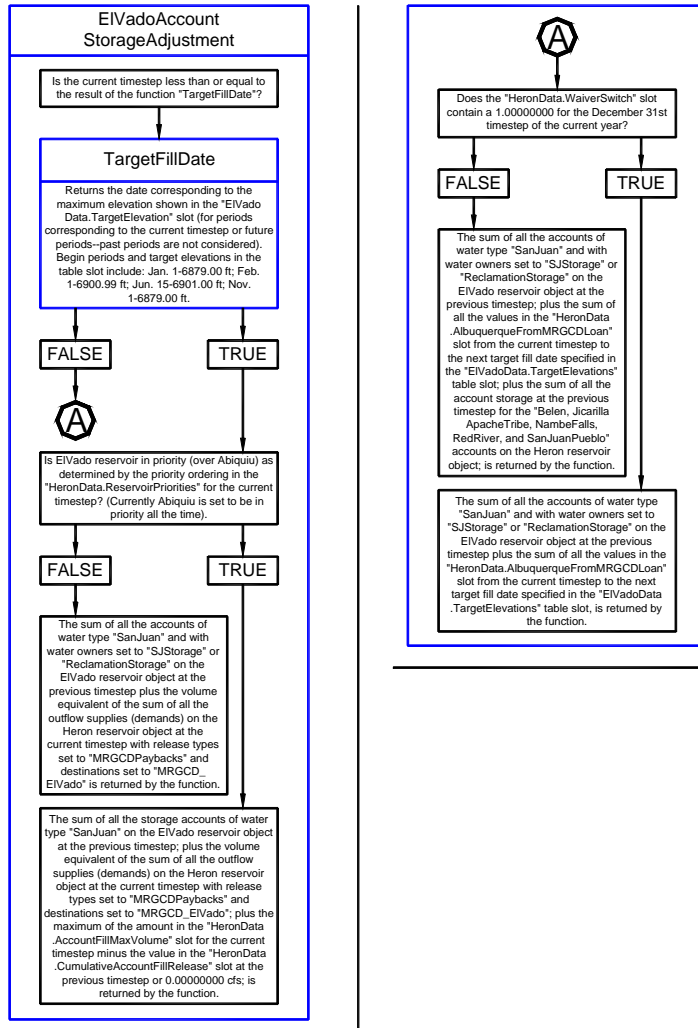 ElVadoAccount
StorageAdjustment
Is the current timestep less than or equal to
the result of the function "TargetFillDate"?
TargetFillDate
Returns the date corresponding to the
maximum elevation shown in the "ElVado
Data.TargetElevation" slot (for periods
corresponding to the current timestep or future
periods--past periods are not considered).
Begin periods and target elevations in the
table slot include: Jan. 1-6879.00 ft; Feb.
1-6900.99 ft; Jun. 15-6901.00 ft; Nov.
1-6879.00 ft.
FALSE
TRUE
A
Is ElVado reservoir in priority (over Abiquiu) as
determined by the priority ordering in the
"HeronData.ReservoirPriorities" for the current
timestep? (Currently Abiquiu is set to be in
priority all the time).
FALSE
TRUE
The sum of all the accounts of
water type "SanJuan" and with
water owners set to "SJStorage" or
"ReclamationStorage" on the
ElVado reservoir object at the
previous timestep plus the volume
equivalent of the sum of all the
outflow supplies (demands) on the
Heron reservoir object at the
current timestep with release types
set to "MRGCDPaybacks" and
destinations set to "MRGCD_
ElVado" is returned by the function.
The sum of all the storage accounts of water
type "SanJuan" on the ElVado reservoir object
at the previous timestep; plus the volume
equivalent of the sum of all the outflow
supplies (demands) on the Heron reservoir
object at the current timestep with release
types set to "MRGCDPaybacks" and
destinations set to "MRGCD_ElVado"; plus the
maximum of the amount in the "HeronData
.AccountFillMaxVolume" slot for the current
timestep minus the value in the "HeronData
.CumulativeAccountFillRelease" slot at the
previous timestep or 0.00000000 cfs; is
returned by the function.
A
Does the "HeronData.WaiverSwitch" slot
contain a 1.00000000 for the December 31st
timestep of the current year?
FALSE
TRUE
The sum of all the accounts of water
type "SanJuan" and with
water owners set to "SJStorage" or
"ReclamationStorage" on the
ElVado reservoir object at the
previous timestep; plus the sum of
all the values in the "HeronData
.AlbuquerqueFromMRGCDLoan"
slot from the current timestep to
the next target fill date specified in
the "ElVadoData.TargetElevations"
table slot; plus the sum of all the
account storage at the previous
timestep for the "Belen, Jicarilla
ApacheTribe, NambeFalls,
RedRiver, and SanJuanPueblo"
accounts on the Heron reservoir
object; is returned by the function.
The sum of all the accounts of water type
"SanJuan" and with water owners set to
"SJStorage" or "ReclamationStorage" on the
ElVado reservoir object at the previous
timestep plus the sum of all the values in the
"HeronData.AlbuquerqueFromMRGCDLoan"
slot from the current timestep to the next
target fill date specified in the "ElVadoData
.TargetElevations" table slot, is returned by
the function.